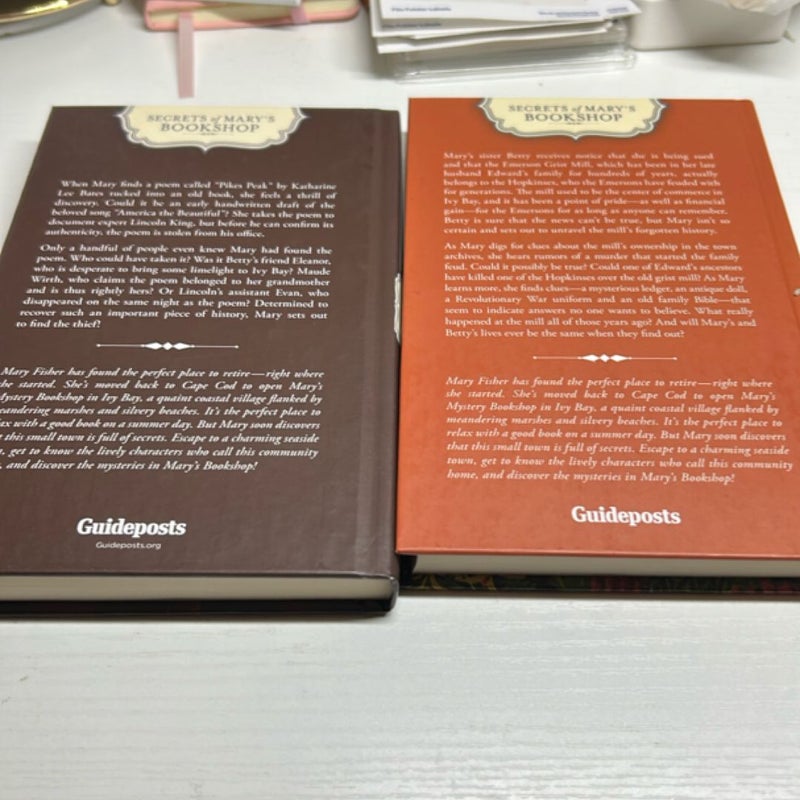 SECRETS of MARY'S
BOOKSHOP
When Mary finds a poem called "Pikes Peak" by Katharine
Lee Bates tucked into an old book, she feels a thrill of
discovery. Could it be an early handwritten draft of the
beloved song "America the Beautiful"? She takes the poem to
document expert Lincoln King, but before he can confirm its
authenticity, the poem is stolen from his office.
Only a handful of people even knew Mary had found the
poem. Who could have taken it? Was it Betty's friend Eleanor,
who is desperate to bring some limelight to Ivy Bay? Maude
Wirth, who claims the poem belonged to her grandmother
and is thus rightly hers? Or Lincoln's assistant Evan, who
disappeared on the same night as the poem? Determined to
recover such an important piece of history, Mary sets out
to find the thief!
Mary Fisher has found the perfect place to retire—right where
she started. She's moved back to Cape Cod to open Mary's
Mystery Bookshop in Ivy Bay, a quaint coastal village flanked by
meandering marshes and silvery beaches. It's the perfect place to
relax with a good book on a summer day. But Mary soon discovers
that this small town is full of secrets. Escape to a charming seaside
, get to know the lively characters who call this community
, and discover the mysteries in Mary's Bookshop!
Guideposts
Guideposts.org
SECRETS of MARY'S
BOOKSHOP
Mary's sister Betty receives notice that she is being sued
and that the Emerson Grist Mill, which has been in her late
husband Edward's family for hundreds of years, actually
belongs to the Hopkinses, who the Emersons have feuded with
for generations. The mill used to be the center of commerce in
Ivy Bay, and it has been a point of pride—as well as financial
gain—for the Emersons for as long as anyone can remember.
Betty is sure that the news can't be true, but Mary isn't so
certain and sets out to unravel the mill's forgotten history.
As Mary digs for clues about the mill's ownership in the town
archives, she hears rumors of a murder that started the family
feud. Could it possibly be true? Could one of Edward's ancestors
have killed one of the Hopkinses over the old grist mill? As Mary
learns more, she finds clues—a mysterious ledger, an antique doll,
a Revolutionary War uniform and an old family Bible—that
seem to indicate answers no one wants to believe. What really
happened at the mill all of those years ago? And will Mary's and
Betty's lives ever be the same when they find out?
Mary Fisher has found the perfect place to retire—right where
she started. She's moved back to Cape Cod to open Mary's
Mystery Bookshop in Ivy Bay, a quaint coastal village flanked by
meandering marshes and silvery beaches. It's the perfect place to
relax with a good book on a summer day. But Mary soon discovers
that this small town is full of secrets. Escape to a charming seaside
town, get to know the lively characters who call this community
home, and discover the mysteries in Mary's Bookshop!
Guideposts